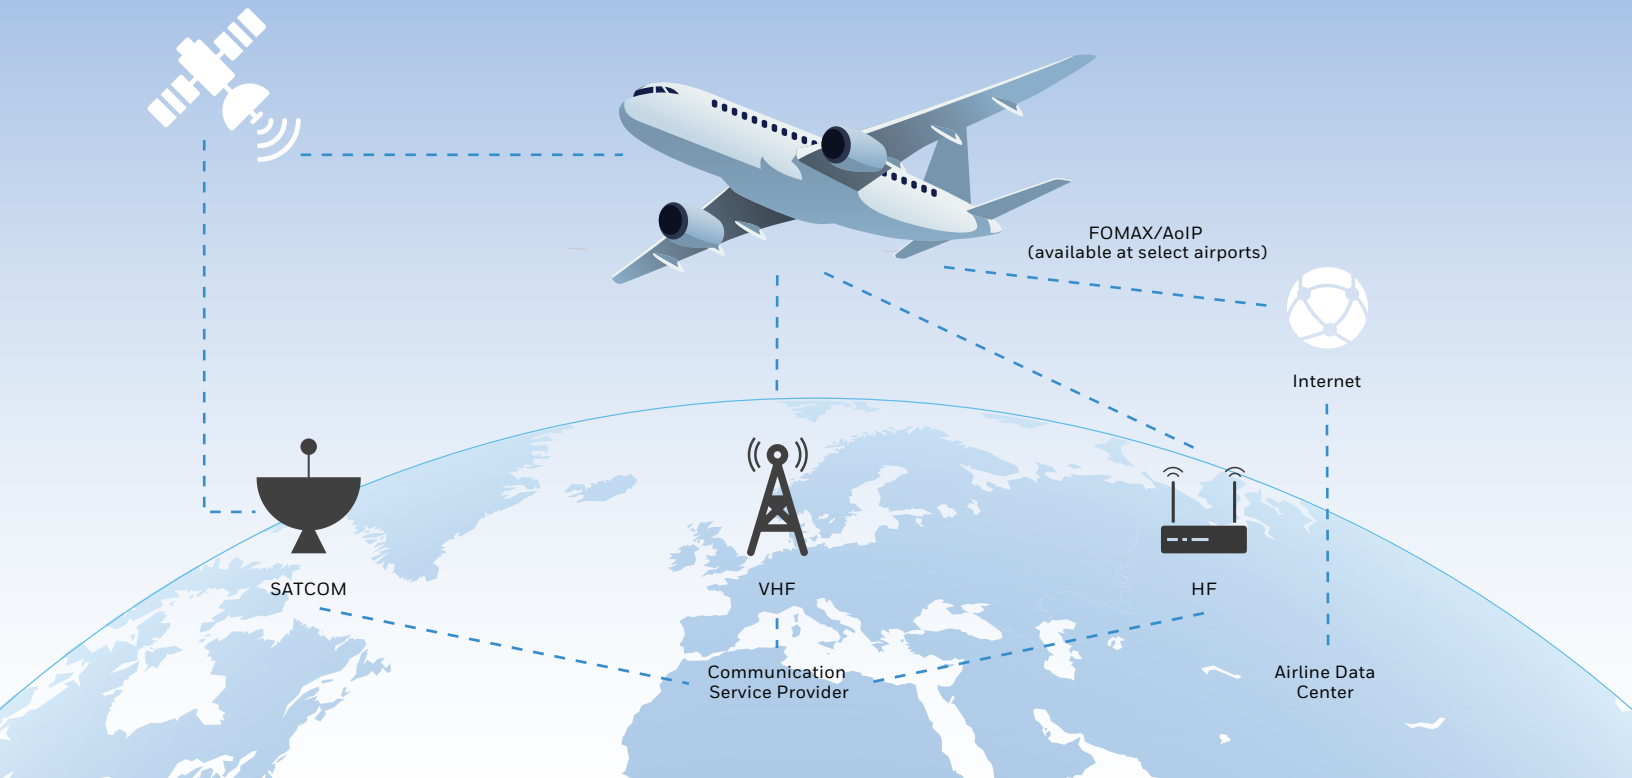 FOMAX/AoIP
(available at select airports)
Internet
SATCOM
VHF
HF
Communication
Service Provider
Airline Data
Center